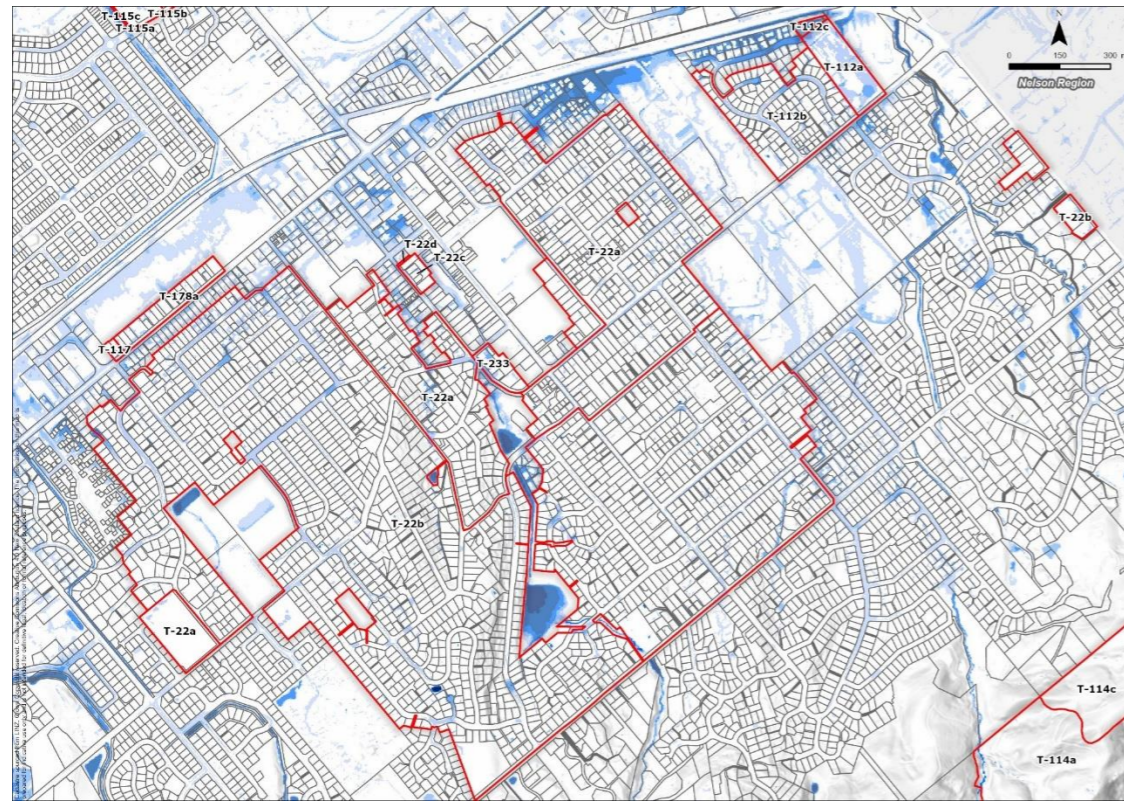 T-115c
T-115b
T-115a
T-112c
N
T-112a
0 150 300 m
Nelson Region
T-112b
T-22b
T-22d
T-22c
T-22a
T-178a
T-117
T-233
T-22a
T-22b
T-22a
T-114c
T-114a